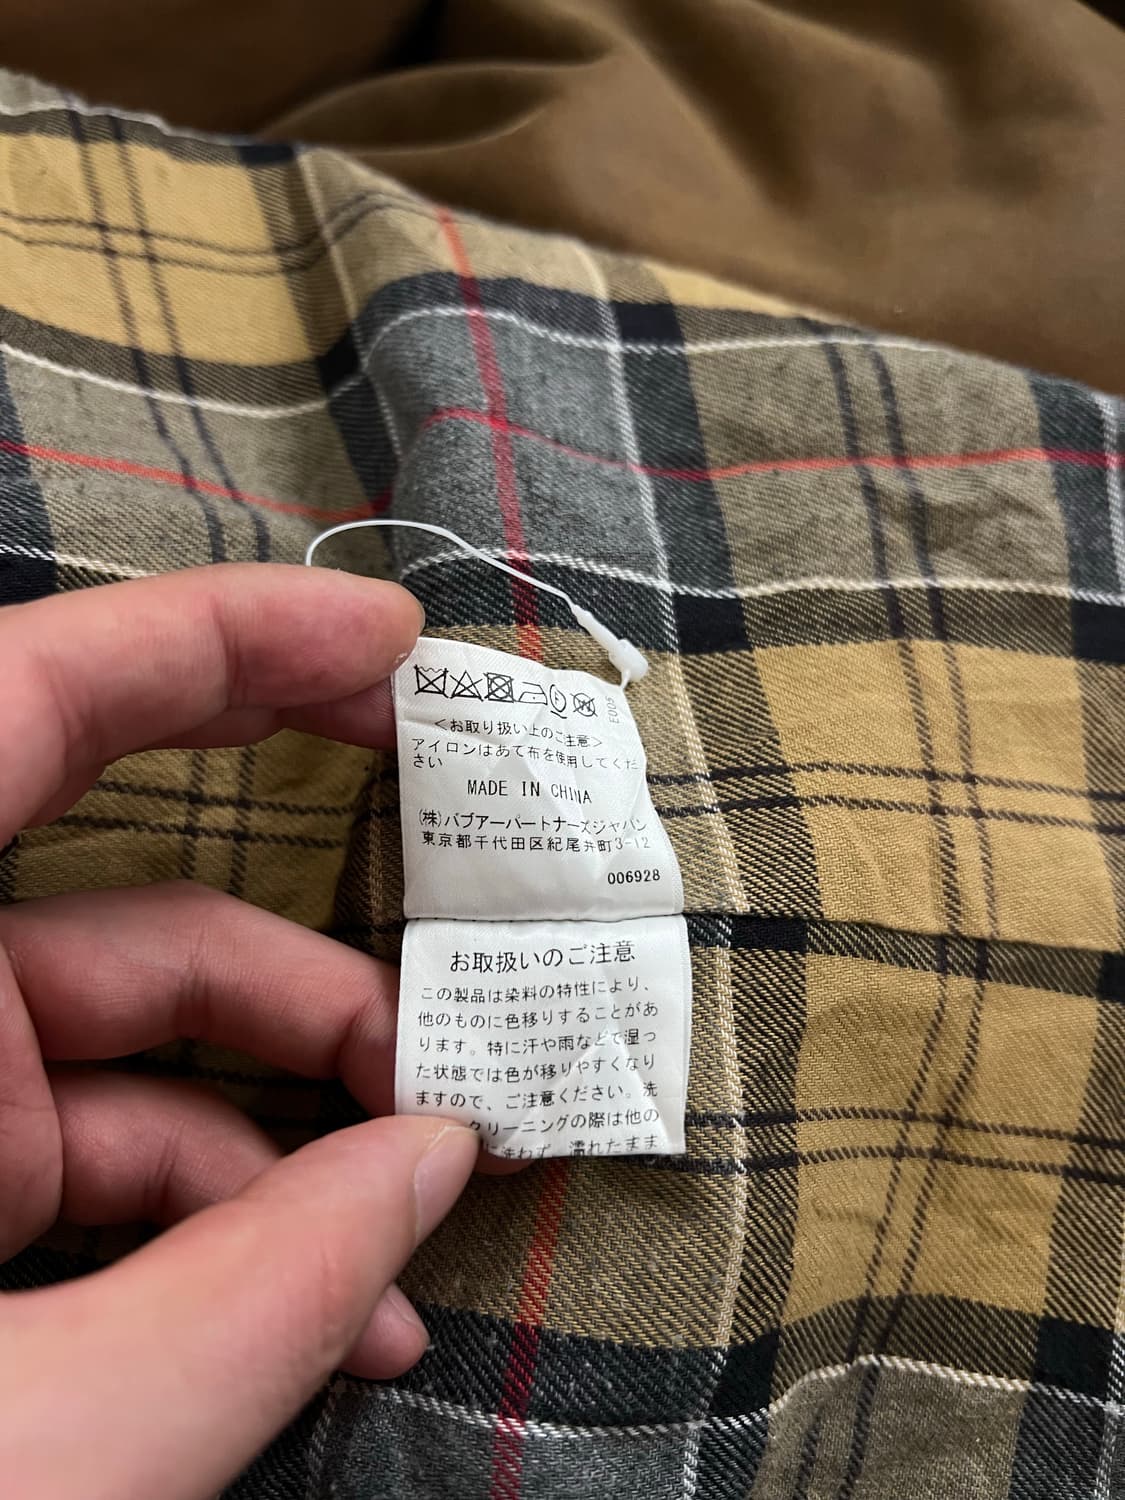 E005
<お取り扱い上のご注意>
アイロンはあて布を使用してくだ
さい
MADE IN CHINA
(株)バブアーパートナーズジャパン
東京都千代田区紀尾井町3-12
006928
お取扱いのご注意
この製品は染料の特性により、
他のものに色移りすることがあ
ります。特に汗や雨などで湿っ
た状態では色が移りやすくなり
ますので、ご注意ください。洗
クリーニングの際は他の
に洗わず、濡れたまま